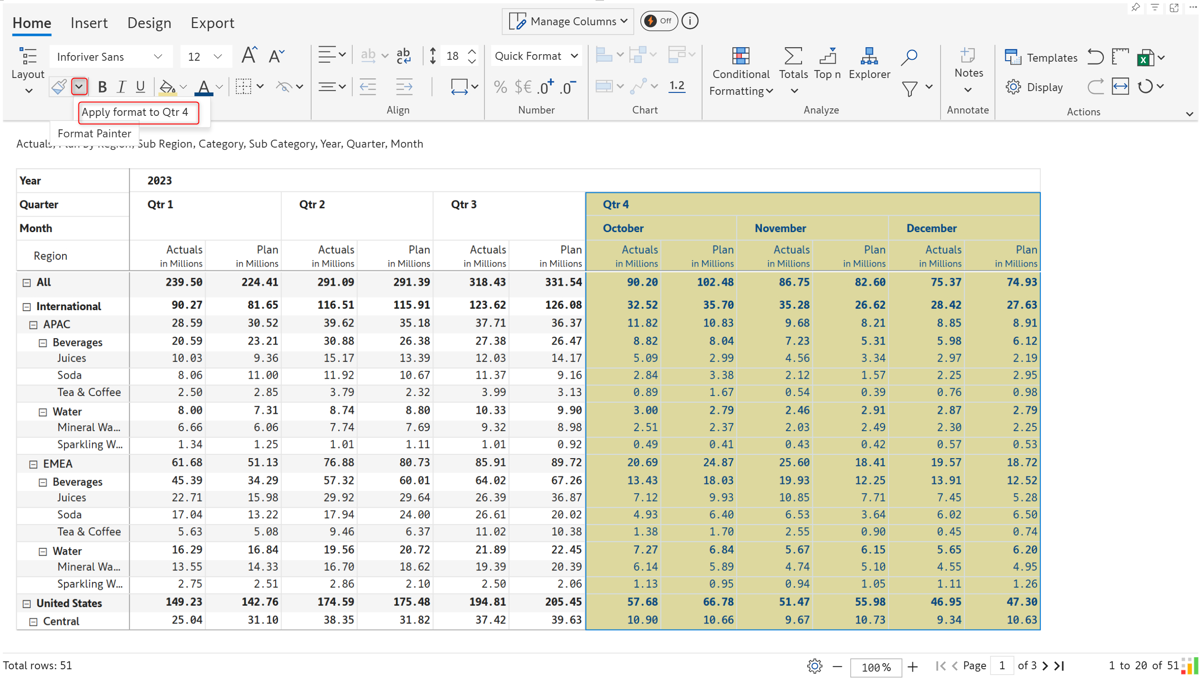 Home Insert Design Export Manage Columns Off i
Inforiver Sans 12 A A ab ab c 18 Quick Format Templates
Layout Conditional Formatting Totals Top n Explorer Notes
B I U A % $€ .0+ .0- 1.2 Display
Apply format to Qtr 4
Align Number Chart Analyze Annotate Actions
Format Painter
Actuals, Plan by Region, Sub Region, Category, Sub Category, Year, Quarter, Month
Year 2023
Quarter Qtr 1 Qtr 2 Qtr 3 Qtr 4
Month October November December
Region Actuals Plan Actuals Plan Actuals Plan Actuals Plan Actuals Plan Actuals Plan
in Millions in Millions in Millions in Millions in Millions in Millions in Millions in Millions in Millions in Millions in Millions in Millions
All 239.50 224.41 291.09 291.39 318.43 331.54 90.20 102.48 86.75 82.60 75.37 74.93
International 90.27 81.65 116.51 115.91 123.62 126.08 32.52 35.70 35.28 26.62 28.42 27.63
APAC 28.59 30.52 39.62 35.18 37.71 36.37 11.82 10.83 9.68 8.21 8.85 8.91
Beverages 20.59 23.21 30.88 26.38 27.38 26.47 8.82 8.04 7.23 5.31 5.98 6.12
Juices 10.03 9.36 15.17 13.39 12.03 14.17 5.09 2.99 4.56 3.34 2.97 2.19
Soda 8.06 11.00 11.92 10.67 11.37 9.16 2.84 3.38 2.12 1.57 2.25 2.95
Tea & Coffee 2.50 2.85 3.79 2.32 3.99 3.13 0.89 1.67 0.54 0.39 0.76 0.98
Water 8.00 7.31 8.74 8.80 10.33 9.90 3.00 2.79 2.46 2.91 2.87 2.79
Mineral Wa... 6.66 6.06 7.74 7.69 9.32 8.98 2.51 2.37 2.03 2.49 2.30 2.25
Sparkling W... 1.34 1.25 1.01 1.11 1.01 0.92 0.49 0.41 0.43 0.42 0.57 0.53
EMEA 61.68 51.13 76.88 80.73 85.91 89.72 20.69 24.87 25.60 18.41 19.57 18.72
Beverages 45.39 34.29 57.32 60.01 64.02 67.26 13.43 18.03 19.93 12.25 13.91 12.52
Juices 22.71 15.98 29.92 29.64 26.39 36.87 7.12 9.93 10.85 7.71 7.45 5.28
Soda 17.04 13.22 17.94 24.00 26.61 20.02 4.93 6.40 6.53 3.64 6.02 6.50
Tea & Coffee 5.63 5.08 9.46 6.37 11.02 10.38 1.38 1.70 2.55 0.90 0.45 0.74
Water 16.29 16.84 19.56 20.72 21.89 22.45 7.27 6.84 5.67 6.15 5.65 6.20
Mineral Wa... 13.55 14.33 16.70 18.62 19.39 20.39 6.14 5.89 4.74 5.10 4.55 4.95
Sparkling W... 2.75 2.51 2.86 2.10 2.50 2.06 1.13 0.95 0.94 1.05 1.11 1.26
United States 149.23 142.76 174.59 175.48 194.81 205.45 57.68 66.78 51.47 55.98 46.95 47.30
Central 25.04 31.10 38.35 31.82 37.42 39.63 10.90 10.66 9.67 10.73 9.34 10.63
Total rows: 51 100 % Page 1 of 3 1 to 20 of 51